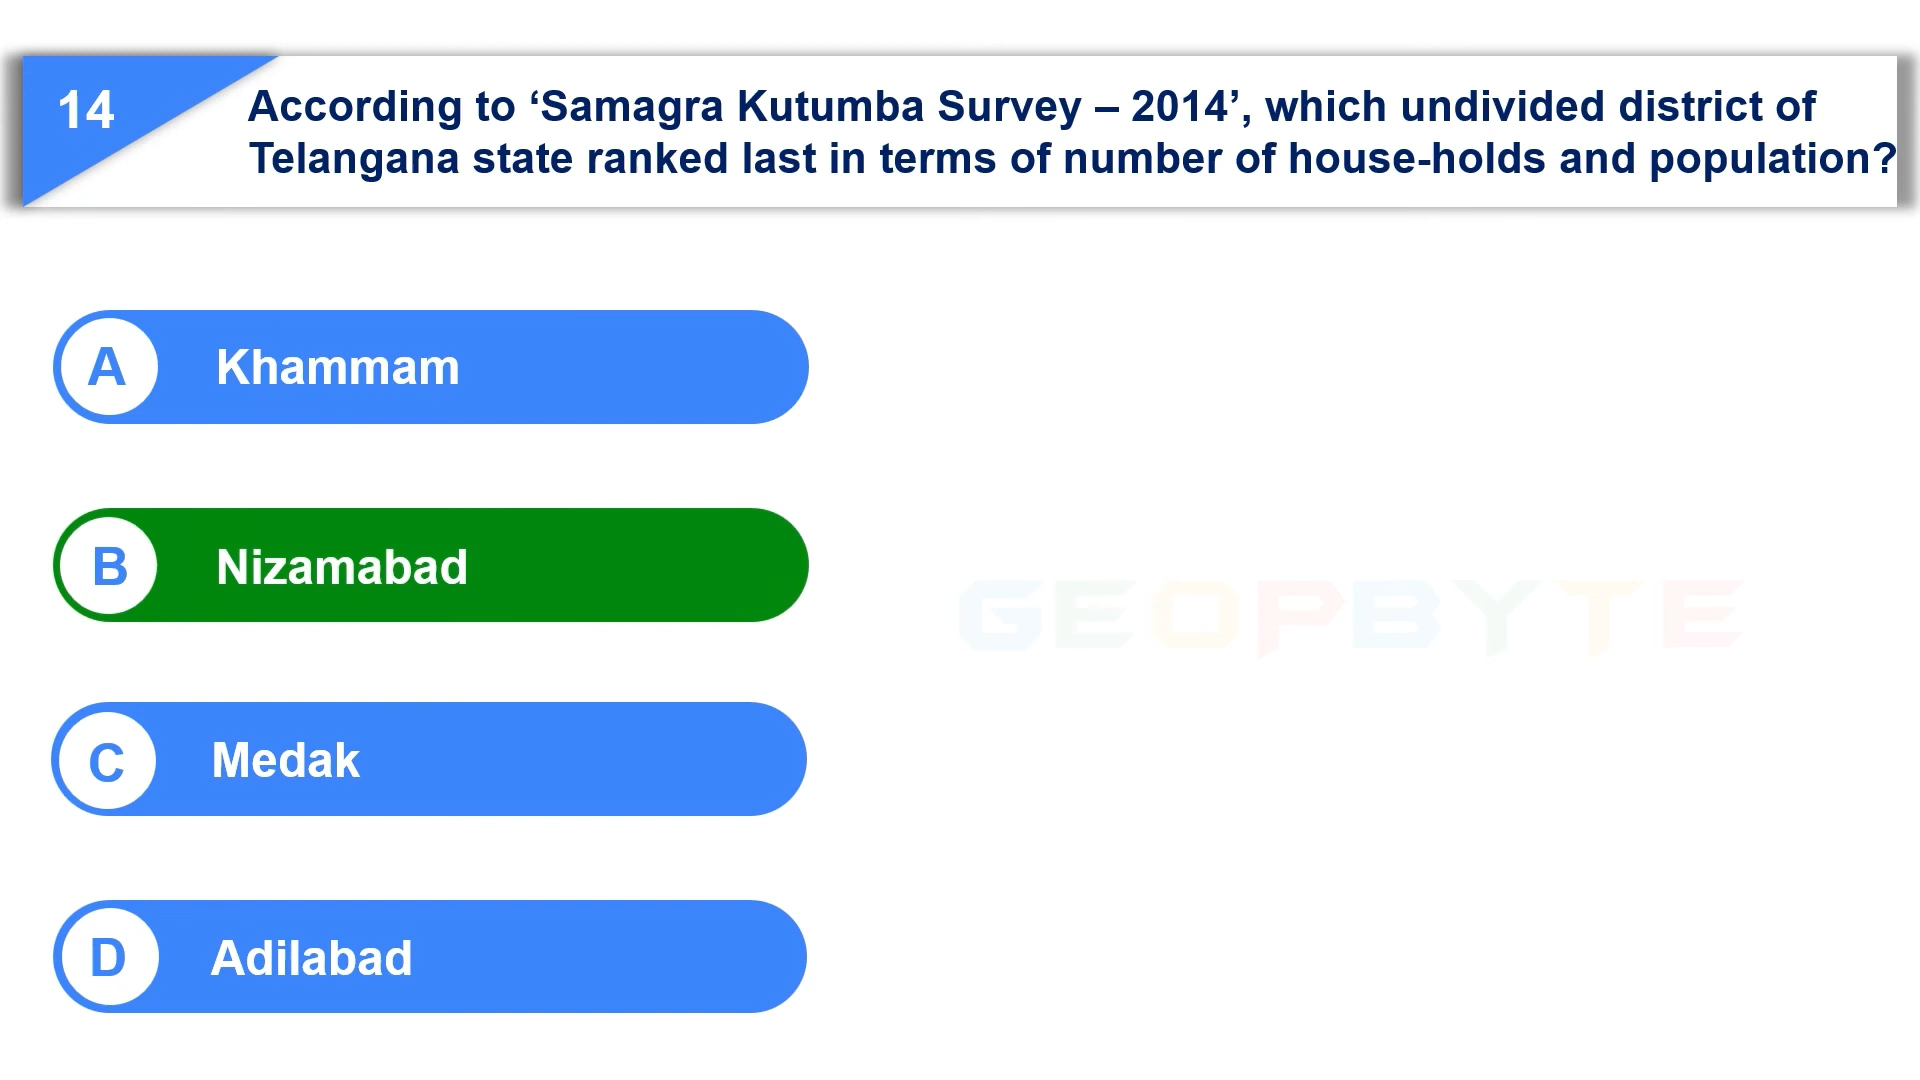 14
According to ‘Samagra Kutumba Survey – 2014’, which undivided district of
Telangana state ranked last in terms of number of house-holds and population?
A Khammam
B Nizamabad
GEOPBYTE
C Medak
D Adilabad